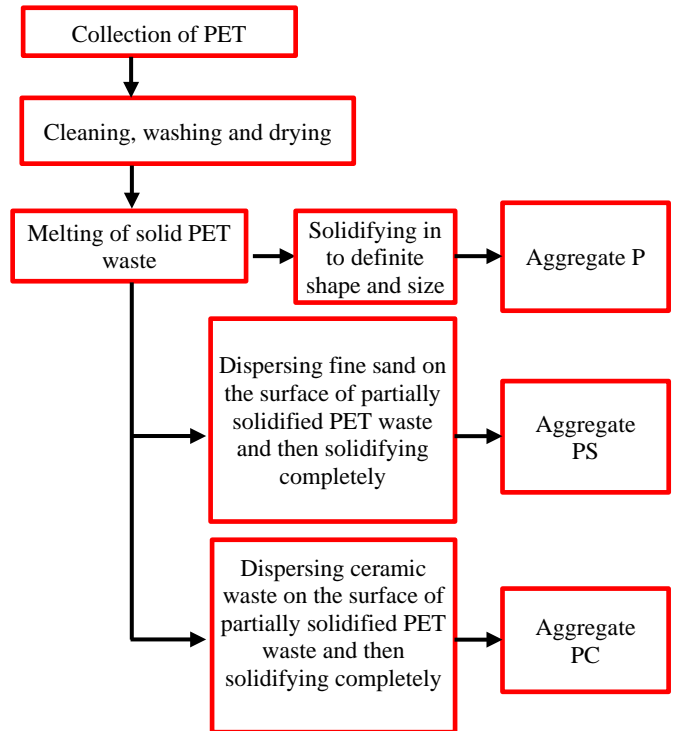 Collection of PET
Cleaning, washing and drying
Melting of solid PET
waste
Solidifying in
to definite
shape and size
Aggregate P
Dispersing fine sand on
the surface of partially
solidified PET waste
and then solidifying
completely
Aggregate
PS
Dispersing ceramic
waste on the surface of
partially solidified PET
waste and then
solidifying completely
Aggregate
PC